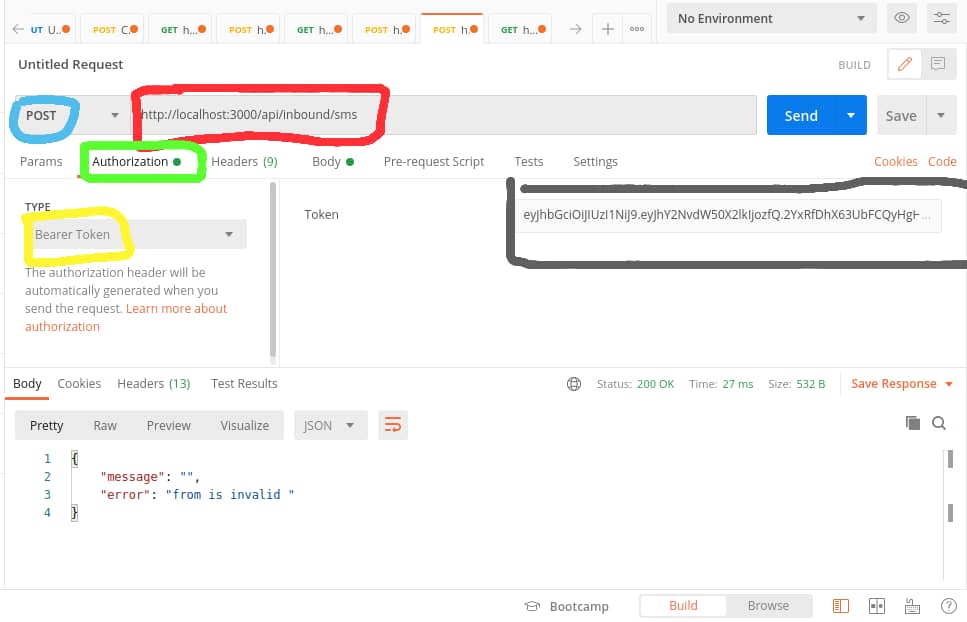 UT U..
POST C
GET h...
POST h.
GET h...
POST h.
POST h.
GET h...
No Environment
Untitled Request
BUILD
POST
http://localhost:3000/api/inbound/sms
Send
Save
Params
Authorization
Headers (9)
Body
Pre-request Script
Tests
Settings
Cookies
Code
TYPE
Bearer Token
The authorization header will be
automatically generated when you
send the request. Learn more about
authorization
Token
Body
Cookies
Headers (13)
Test Results
Status: 200 OK
Time: 27 ms
Size: 532 B
Save Response
Pretty
Raw
Preview
Visualize
JSON
1 {
2 "message": "",
3 "error": "from is invalid "
4 }
Bootcamp
Build
Browse